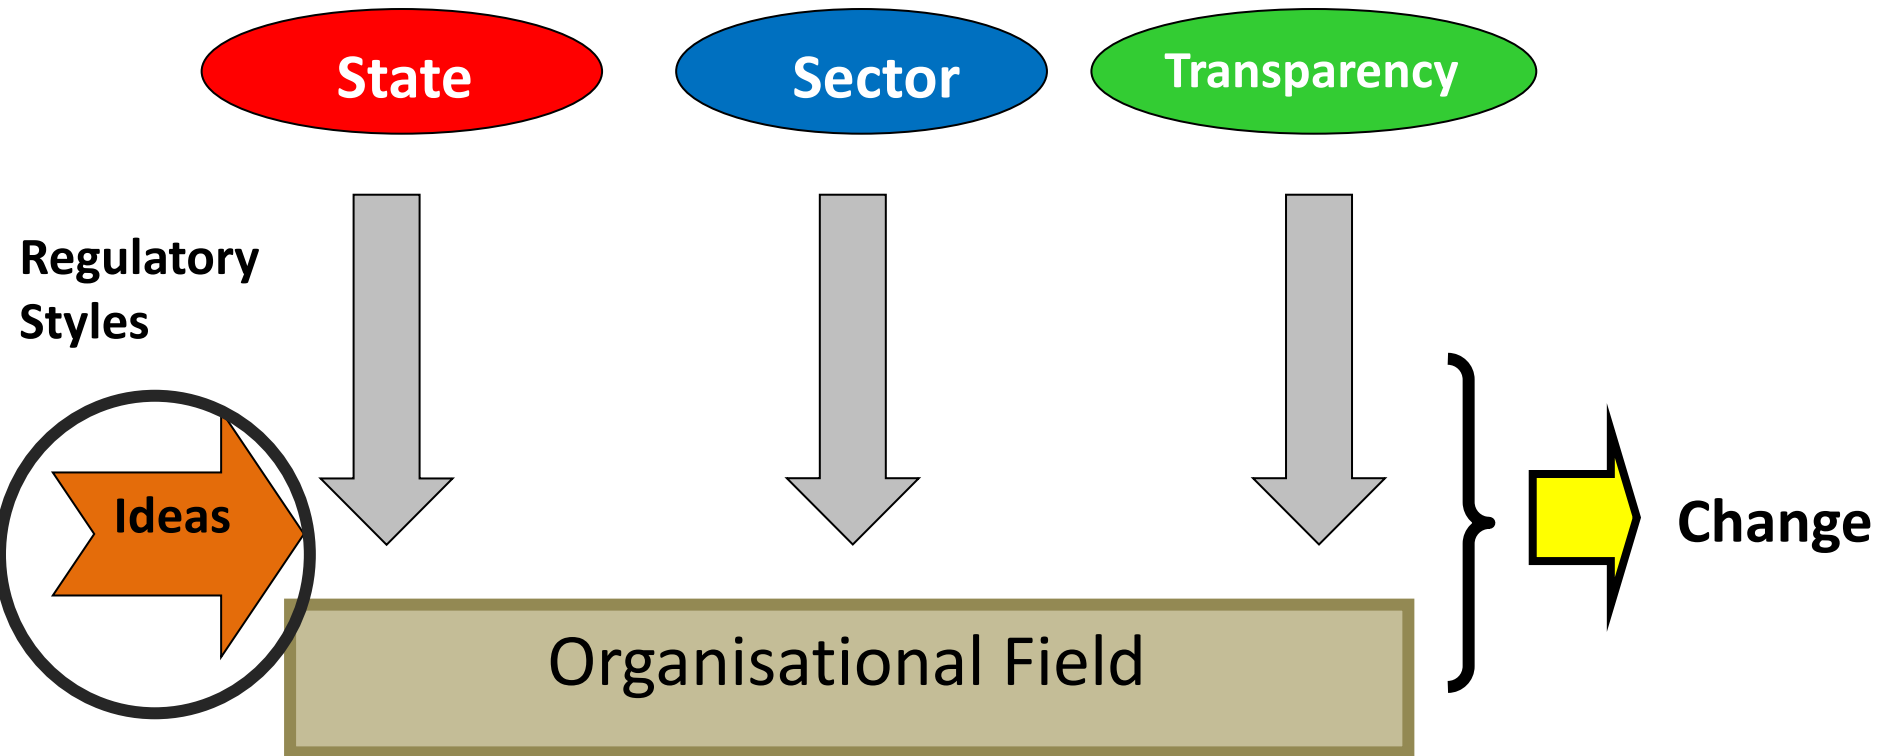 State
Sector
Transparency
Regulatory
Styles
Ideas
Change
Organisational Field